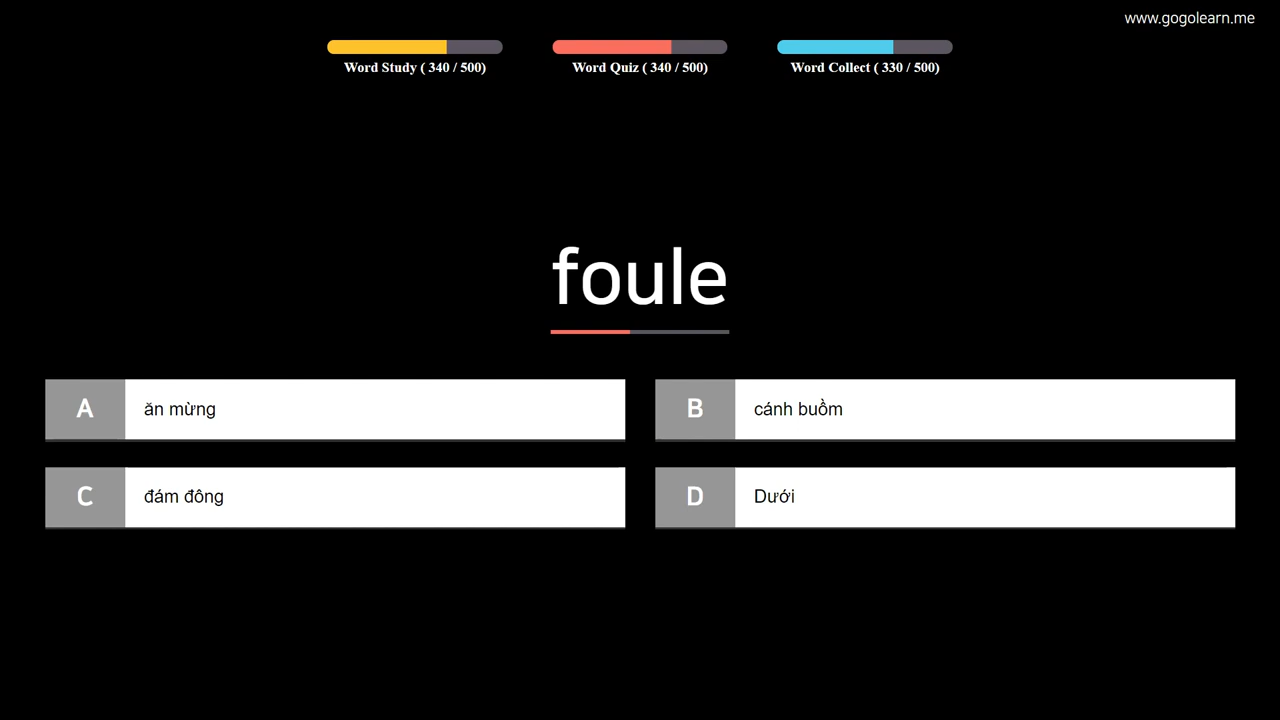 www.gogolearn.me
Word Study ( 340 / 500)
Word Quiz ( 340 / 500)
Word Collect ( 330 / 500)
foule
A ăn mừng
B cánh buồm
C đám đông
D Dưới